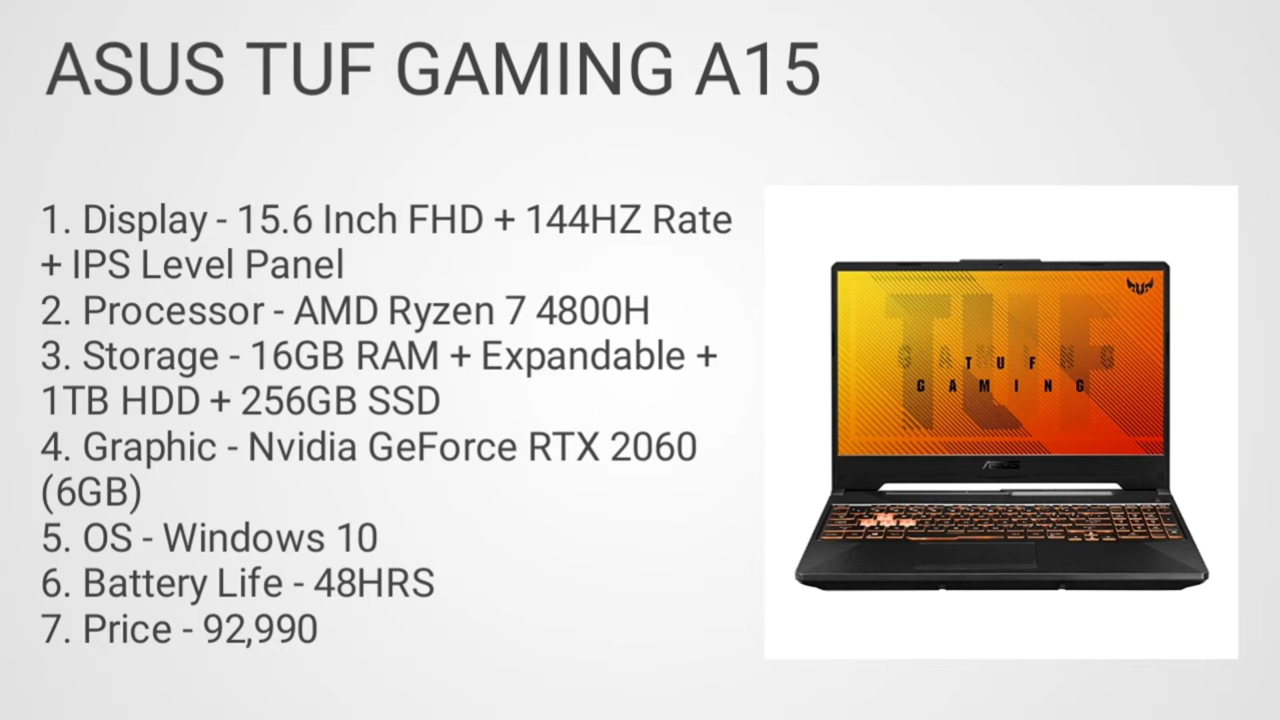 ASUS TUF GAMING A15
1. Display - 15.6 Inch FHD + 144HZ Rate
+ IPS Level Panel
2. Processor - AMD Ryzen 7 4800H
3. Storage - 16GB RAM + Expandable +
1TB HDD + 256GB SSD
4. Graphic - Nvidia GeForce RTX 2060
(6GB)
5. OS - Windows 10
6. Battery Life - 48HRS
7. Price - 92,990
TUF
TUF
GAMING
ASUS